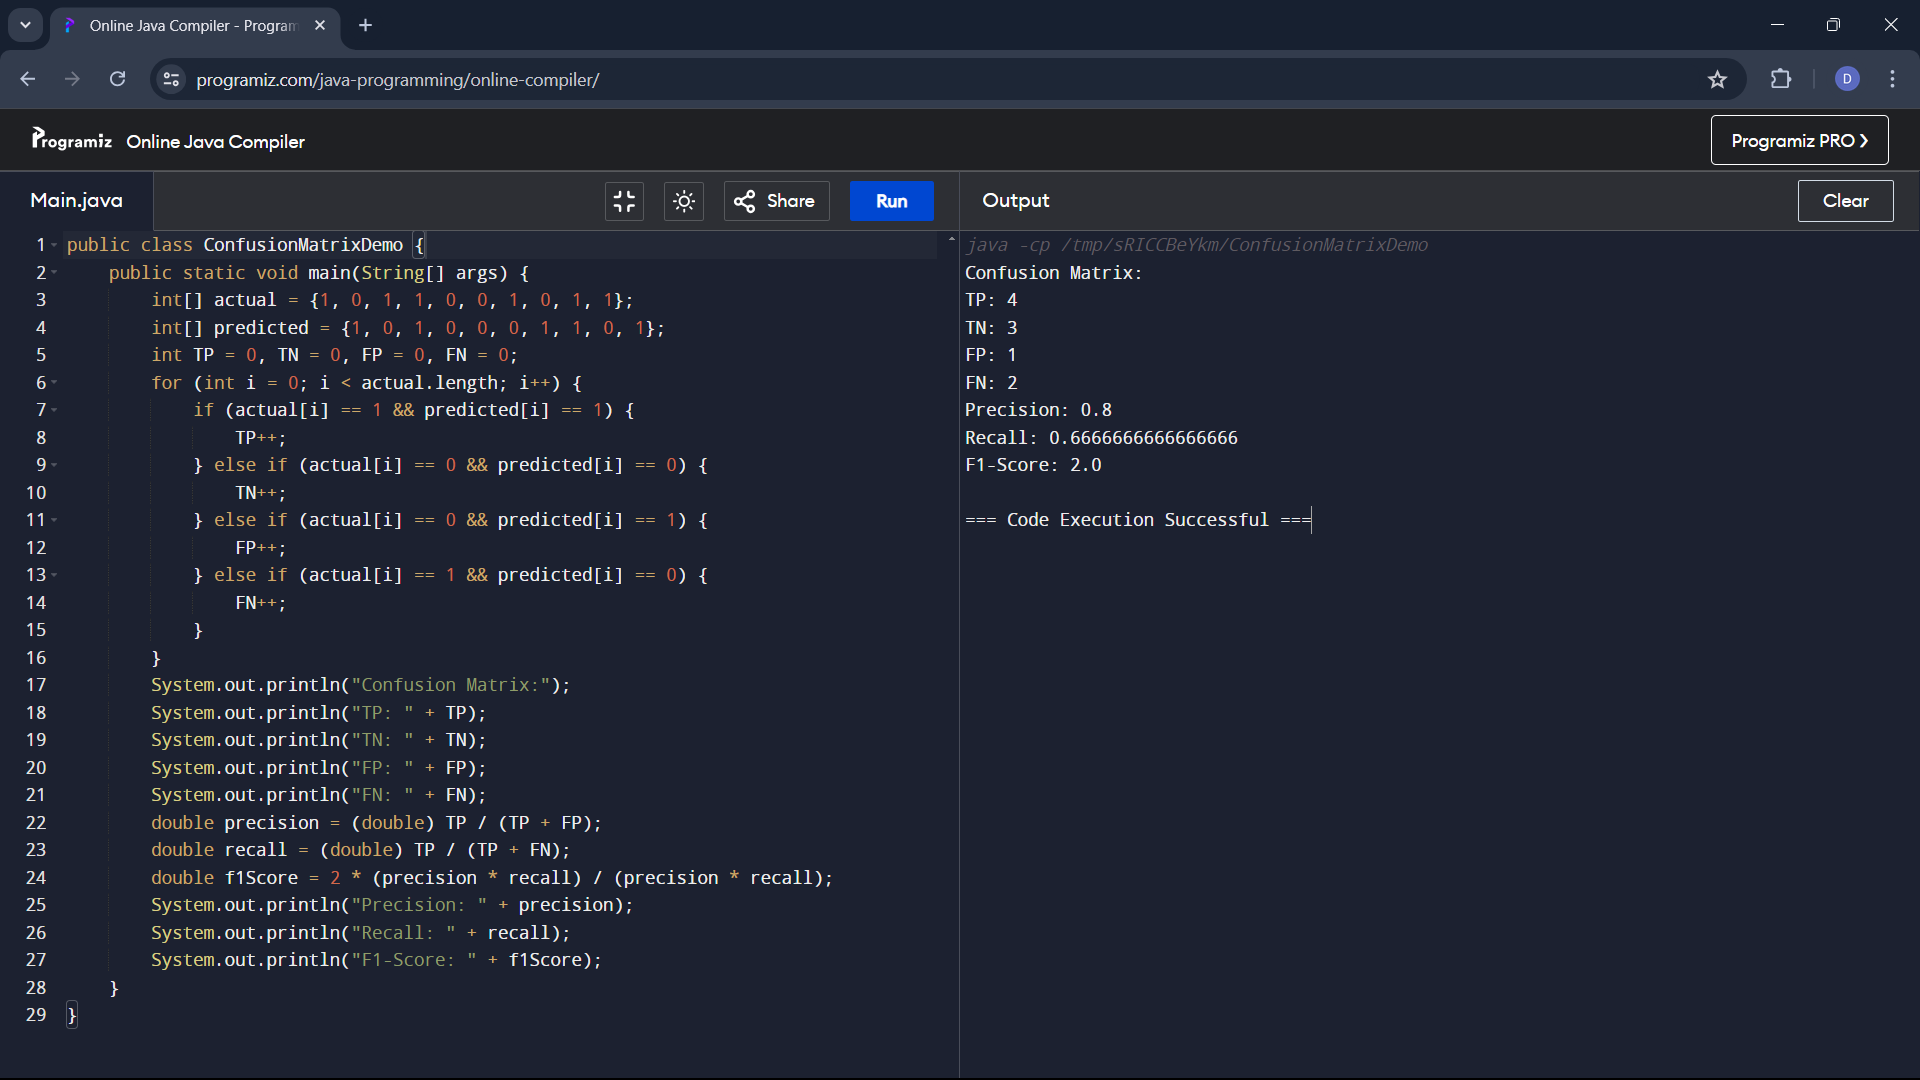 Online Java Compiler - Program
programiz.com/java-programming/online-compiler/
D
Programiz Online Java Compiler
Programiz PRO
Main.java
Share
Run
Output
Clear
1 public class ConfusionMatrixDemo {
2     public static void main(String[] args) {
3         int[] actual = {1, 0, 1, 1, 0, 0, 1, 0, 1, 1};
4         int[] predicted = {1, 0, 1, 0, 0, 0, 1, 1, 0, 1};
5         int TP = 0, TN = 0, FP = 0, FN = 0;
6         for (int i = 0; i < actual.length; i++) {
7             if (actual[i] == 1 && predicted[i] == 1) {
8                 TP++;
9             } else if (actual[i] == 0 && predicted[i] == 0) {
10                 TN++;
11             } else if (actual[i] == 0 && predicted[i] == 1) {
12                 FP++;
13             } else if (actual[i] == 1 && predicted[i] == 0) {
14                 FN++;
15             }
16         }
17         System.out.println("Confusion Matrix:");
18         System.out.println("TP: " + TP);
19         System.out.println("TN: " + TN);
20         System.out.println("FP: " + FP);
21         System.out.println("FN: " + FN);
22         double precision = (double) TP / (TP + FP);
23         double recall = (double) TP / (TP + FN);
24         double f1Score = 2 * (precision * recall) / (precision * recall);
25         System.out.println("Precision: " + precision);
26         System.out.println("Recall: " + recall);
27         System.out.println("F1-Score: " + f1Score);
28     }
29 }
java -cp /tmp/sRICCBeYkm/ConfusionMatrixDemo
Confusion Matrix:
TP: 4
TN: 3
FP: 1
FN: 2
Precision: 0.8
Recall: 0.6666666666666666
F1-Score: 2.0
=== Code Execution Successful ===